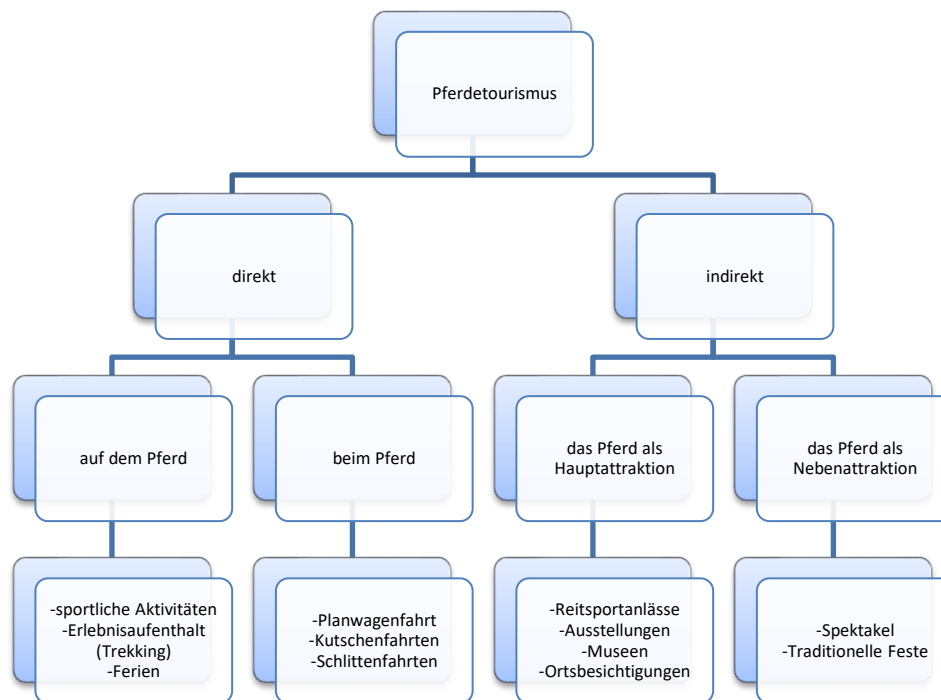 Pferdetourismus
direkt
indirekt
auf dem Pferd
beim Pferd
das Pferd als
Hauptattraktion
das Pferd als
Nebenattraktion
-sportliche Aktivitäten
-Erlebnisaufenthalt
(Trekking)
-Ferien
-Planwagenfahrt
-Kutschenfahrten
-Schlittenfahrten
-Reitsportanlässe
-Ausstellungen
-Museen
-Ortsbesichtigungen
-Spektakel
-Traditionelle Feste